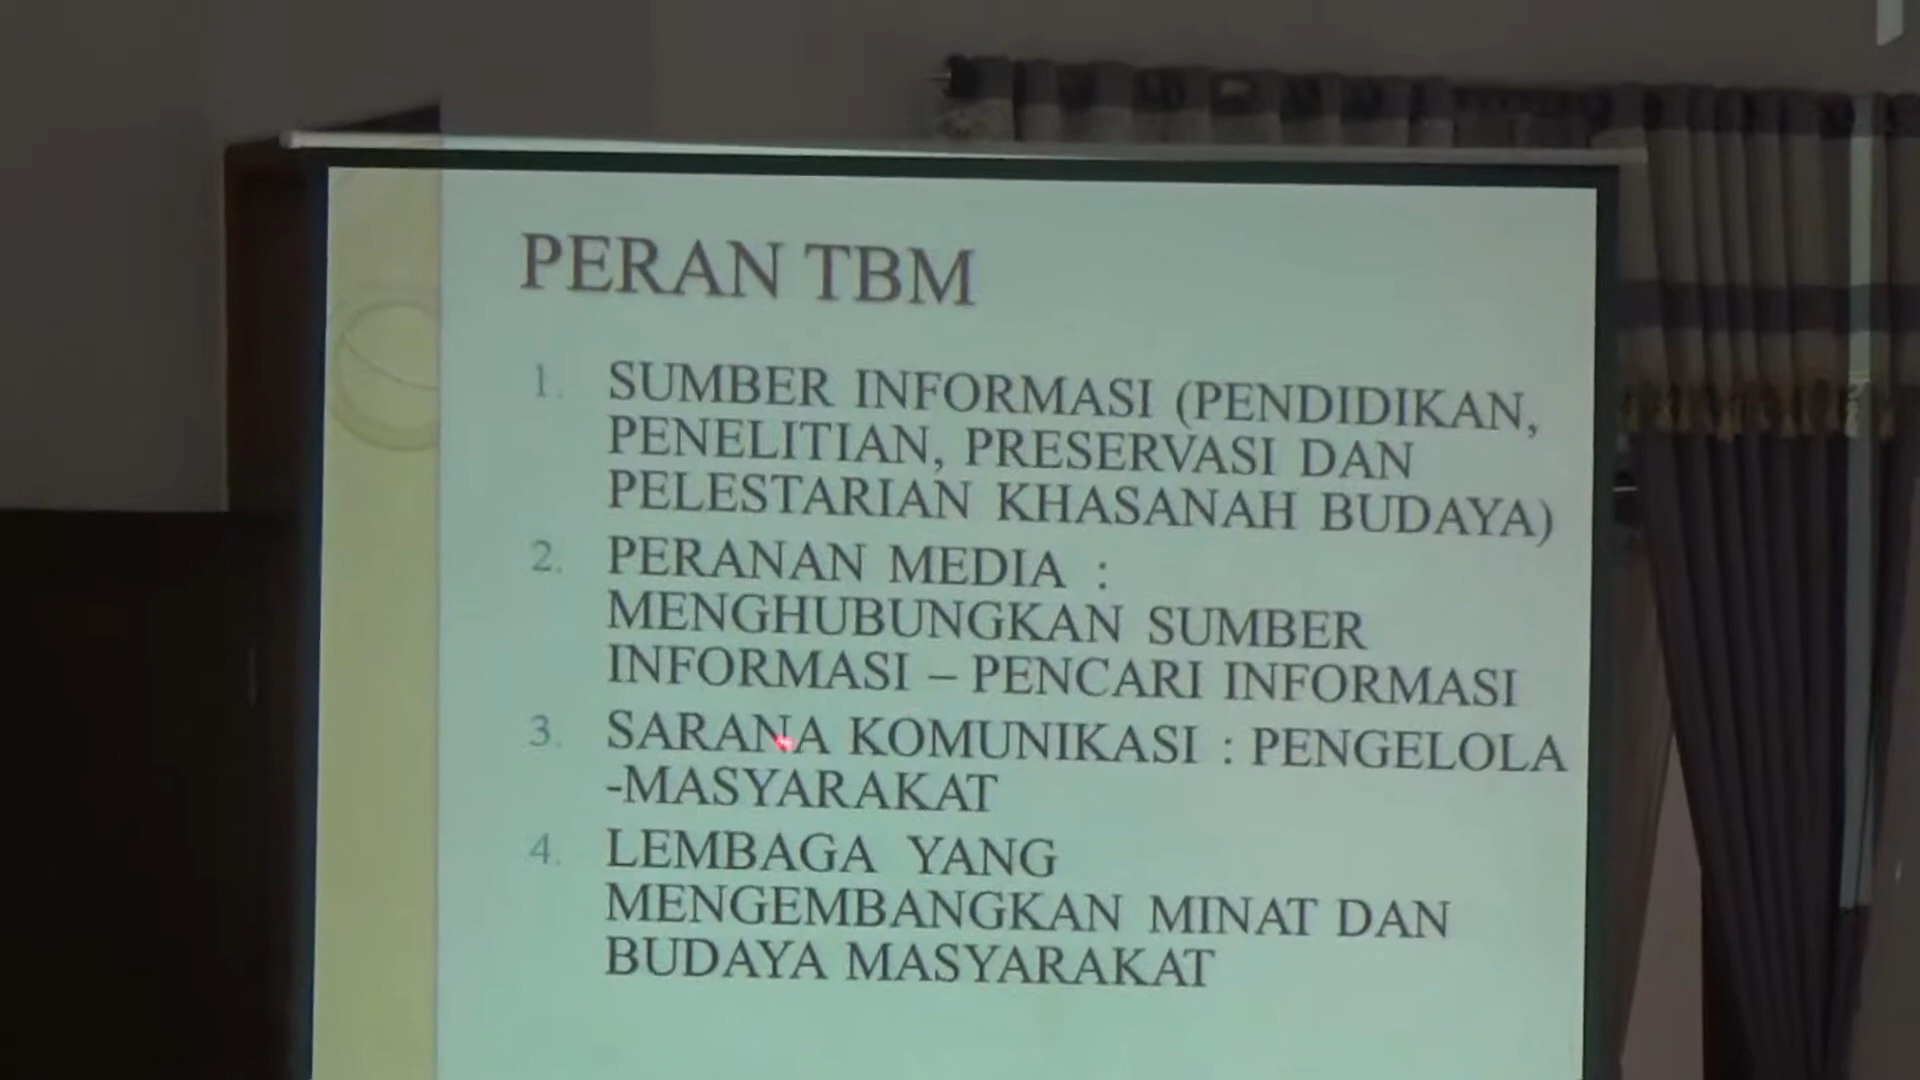 PERAN TBM
1. SUMBER INFORMASI (PENDIDIKAN,
PENELITIAN, PRESERVASI DAN
PELESTARIAN KHASANAH BUDAYA)
2. PERANAN MEDIA :
MENGHUBUNGKAN SUMBER
INFORMASI – PENCARI INFORMASI
3. SARANA KOMUNIKASI : PENGELOLA
-MASYARAKAT
4. LEMBAGA YANG
MENGEMBANGKAN MINAT DAN
BUDAYA MASYARAKAT